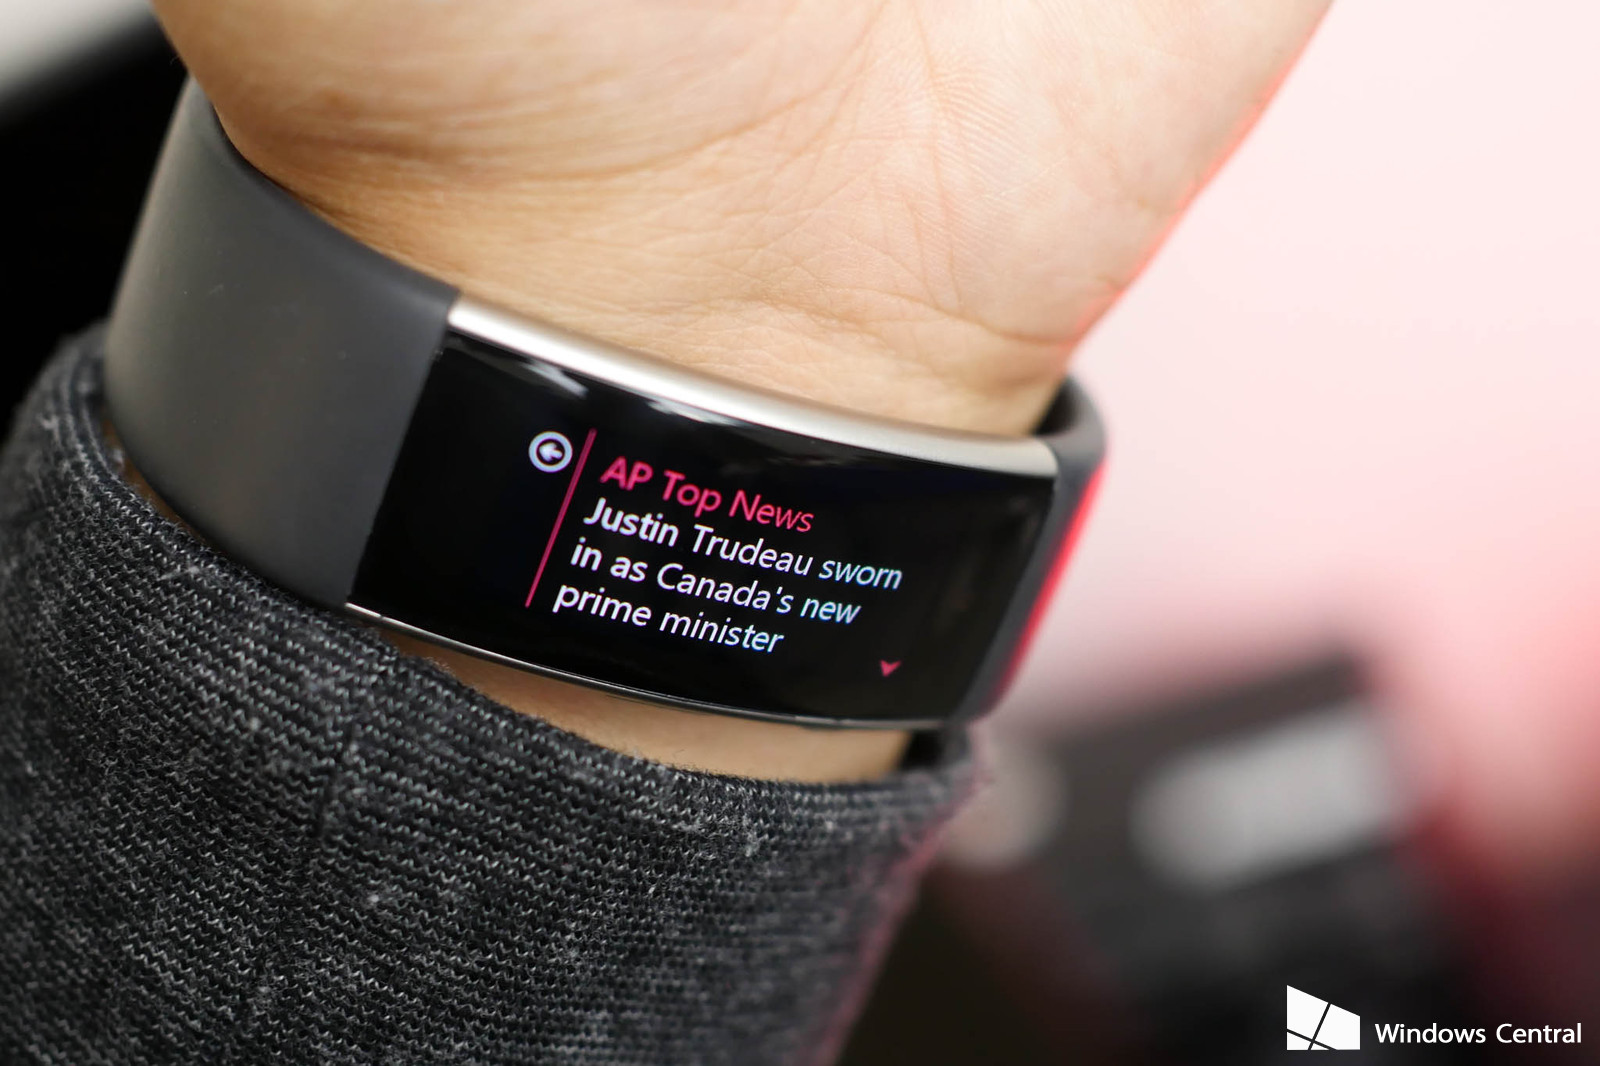 AP Top News
Justin Trudeau sworn
in as Canada's new
prime minister
Windows Central